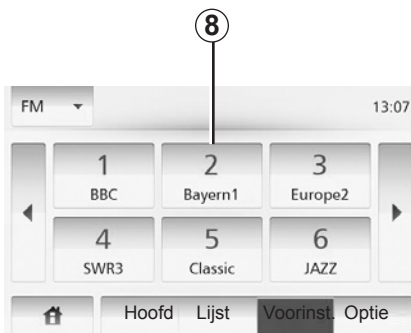 8
FM 13:07
1 2 3
BBC Bayern1 Europe2
4 5 6
SWR3 Classic JAZZ
Hoofd Lijst Voorinst. Optie